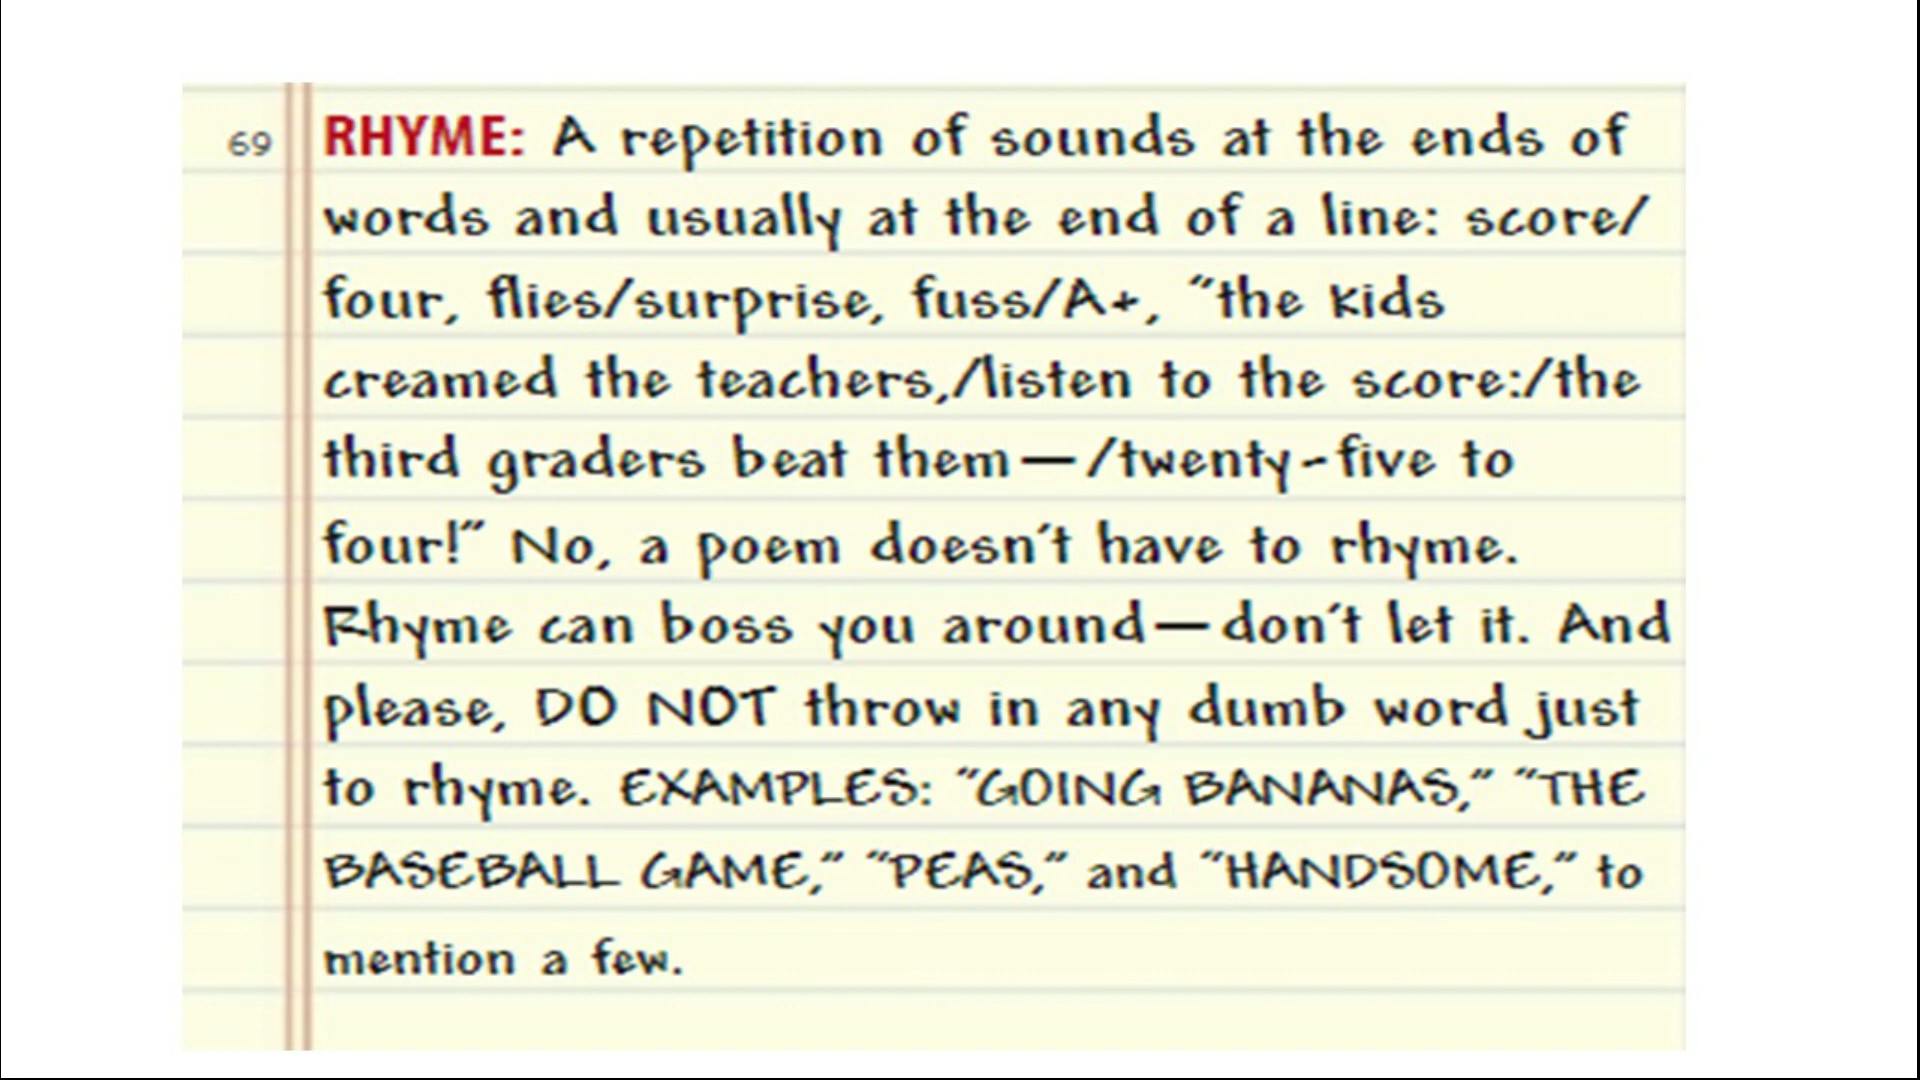 69 RHYME: A repetition of sounds at the ends of
words and usually at the end of a line: score/
four, flies/surprise, fuss/A+, "the kids
creamed the teachers,/listen to the score:/the
third graders beat them—/twenty-five to
four!" No, a poem doesn't have to rhyme.
Rhyme can boss you around—don't let it. And
please, DO NOT throw in any dumb word just
to rhyme. EXAMPLES: "GOING BANANAS," "THE
BASEBALL GAME," "PEAS," and "HANDSOME," to
mention a few.